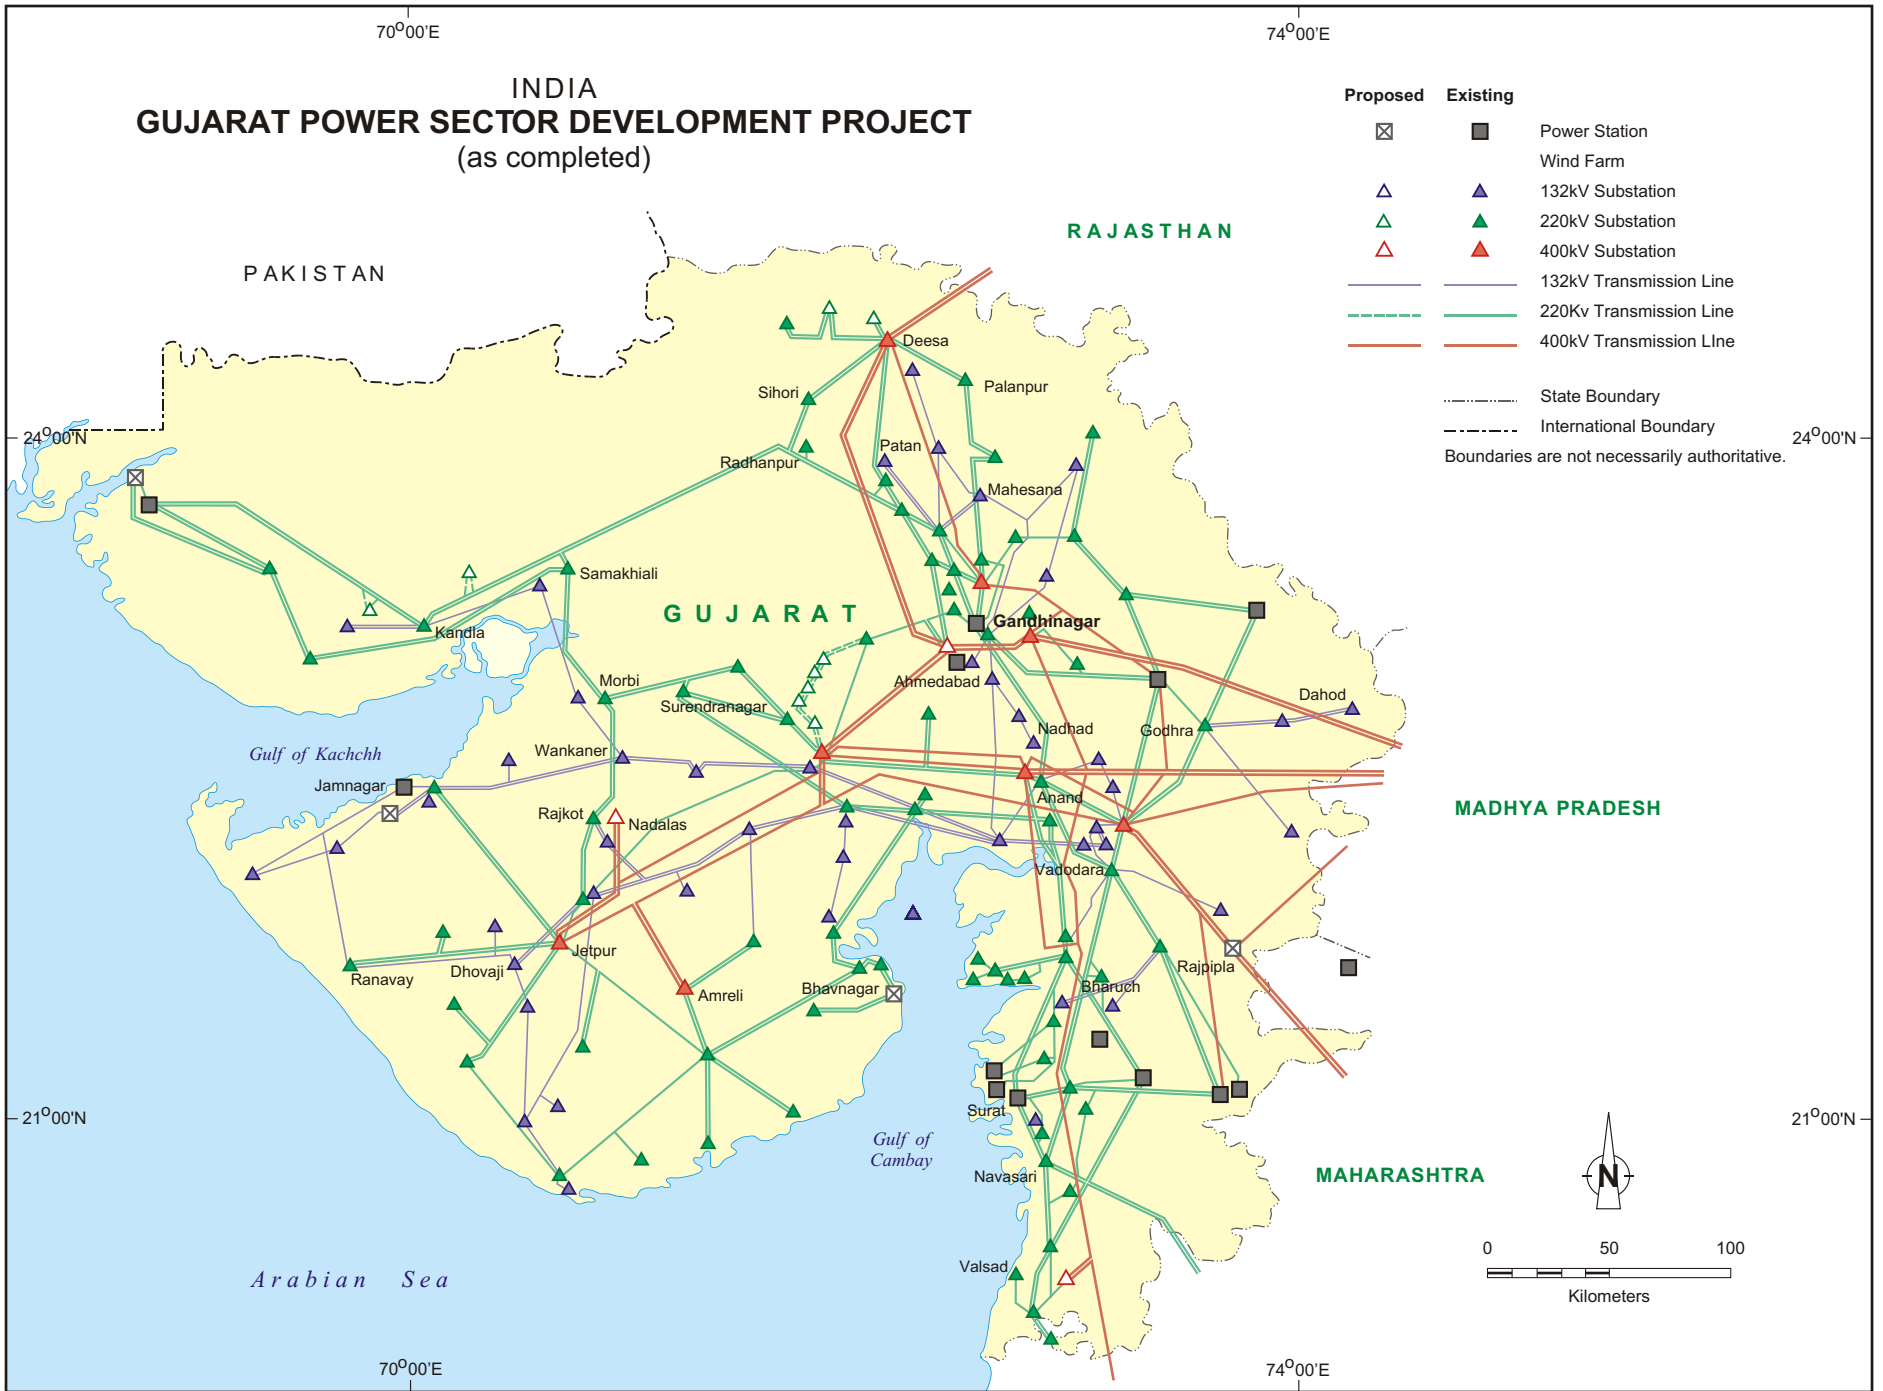 70°00'E
74°00'E
INDIA
GUJARAT POWER SECTOR DEVELOPMENT PROJECT
(as completed)
Proposed Existing
Power Station
Wind Farm
132kV Substation
220kV Substation
400kV Substation
132kV Transmission Line
220Kv Transmission Line
400kV Transmission LIne
State Boundary
International Boundary
Boundaries are not necessarily authoritative.
RAJASTHAN
PAKISTAN
24°00'N
24°00'N
Deesa
Palanpur
Sihori
Patan
Radhanpur
Mahesana
Samakhiali
GUJARAT
Kandla
Gandhinagar
Ahmedabad
Morbi
Surendranagar
Dahod
Nadhad
Godhra
Wankaner
Gulf of Kachchh
Jamnagar
Anand
MADHYA PRADESH
Rajkot
Nadalas
Vadodara
Jetpur
Ranavay
Dhovaji
Amreli
Bhavnagar
Rajpipla
Bharuch
Surat
21°00'N
21°00'N
Gulf of
Cambay
Navasari
MAHARASHTRA
N
Valsad
Arabian Sea
0 50 100
Kilometers
70°00'E
74°00'E